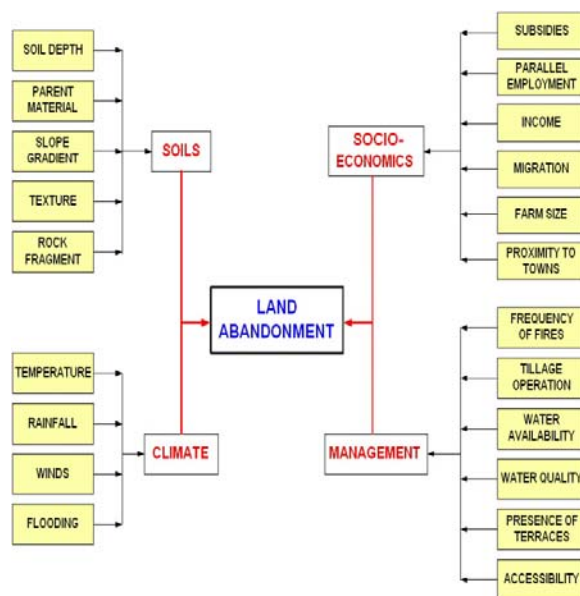 SOIL DEPTH
PARENT
MATERIAL
SLOPE
GRADIENT
TEXTURE
ROCK
FRAGMENT
SOILS
TEMPERATURE
RAINFALL
WINDS
FLOODING
CLIMATE
LAND
ABANDONMENT
SOCIO-
ECONOMICS
SUBSIDIES
PARALLEL
EMPLOYMENT
INCOME
MIGRATION
FARM SIZE
PROXIMITY TO
TOWNS
MANAGEMENT
FREQUENCY
OF FIRES
TILLAGE
OPERATION
WATER
AVAILABILITY
WATER QUALITY
PRESENCE OF
TERRACES
ACCESSIBILITY